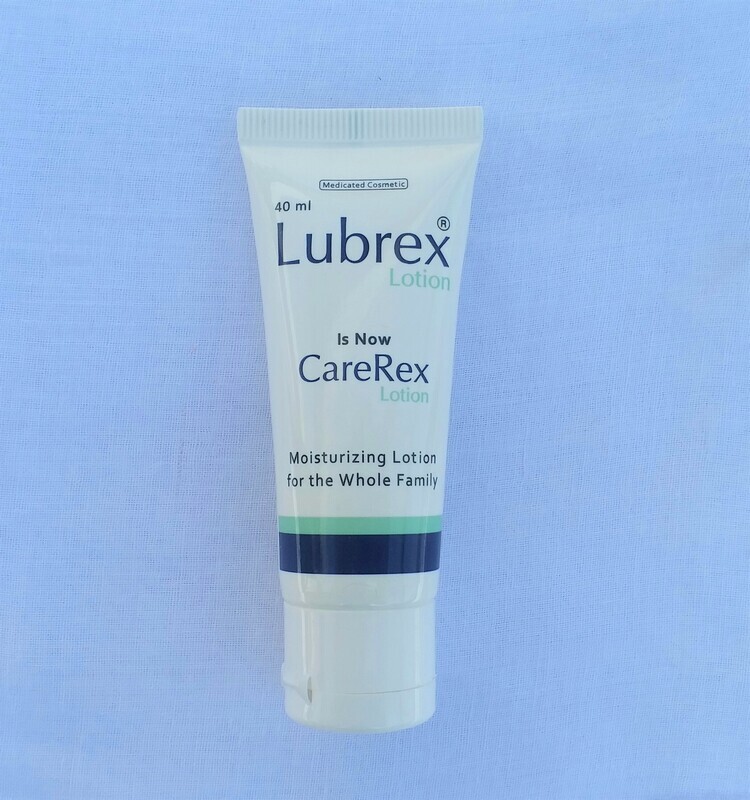 Medicated Cosmetic
40 ml
Lubrex®
Lotion
Is Now
CareRex
Lotion
Moisturizing Lotion
for the Whole Family